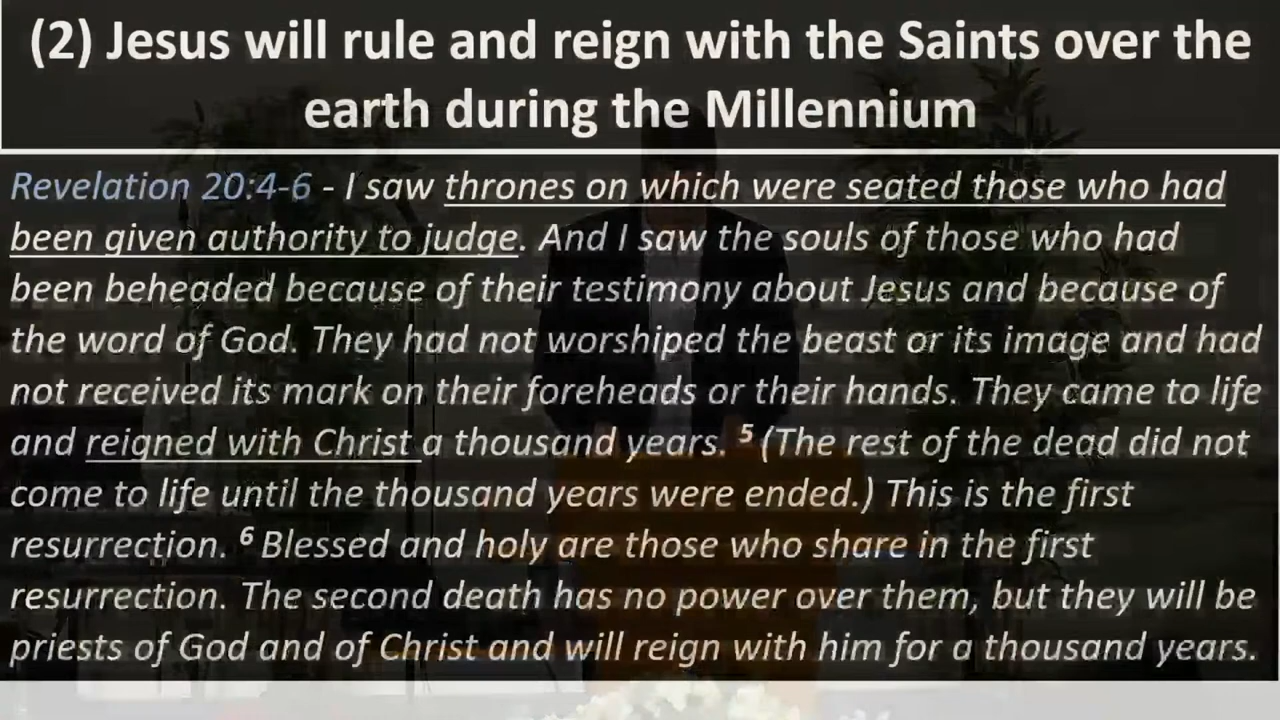 (2) Jesus will rule and reign with the Saints over the
earth during the Millennium
Revelation 20:4-6 - I saw thrones on which were seated those who had
been given authority to judge. And I saw the souls of those who had
been beheaded because of their testimony about Jesus and because of
the word of God. They had not worshiped the beast or its image and had
not received its mark on their foreheads or their hands. They came to life
and reigned with Christ a thousand years. ⁵ (The rest of the dead did not
come to life until the thousand years were ended.) This is the first
resurrection. ⁶ Blessed and holy are those who share in the first
resurrection. The second death has no power over them, but they will be
priests of God and of Christ and will reign with him for a thousand years.